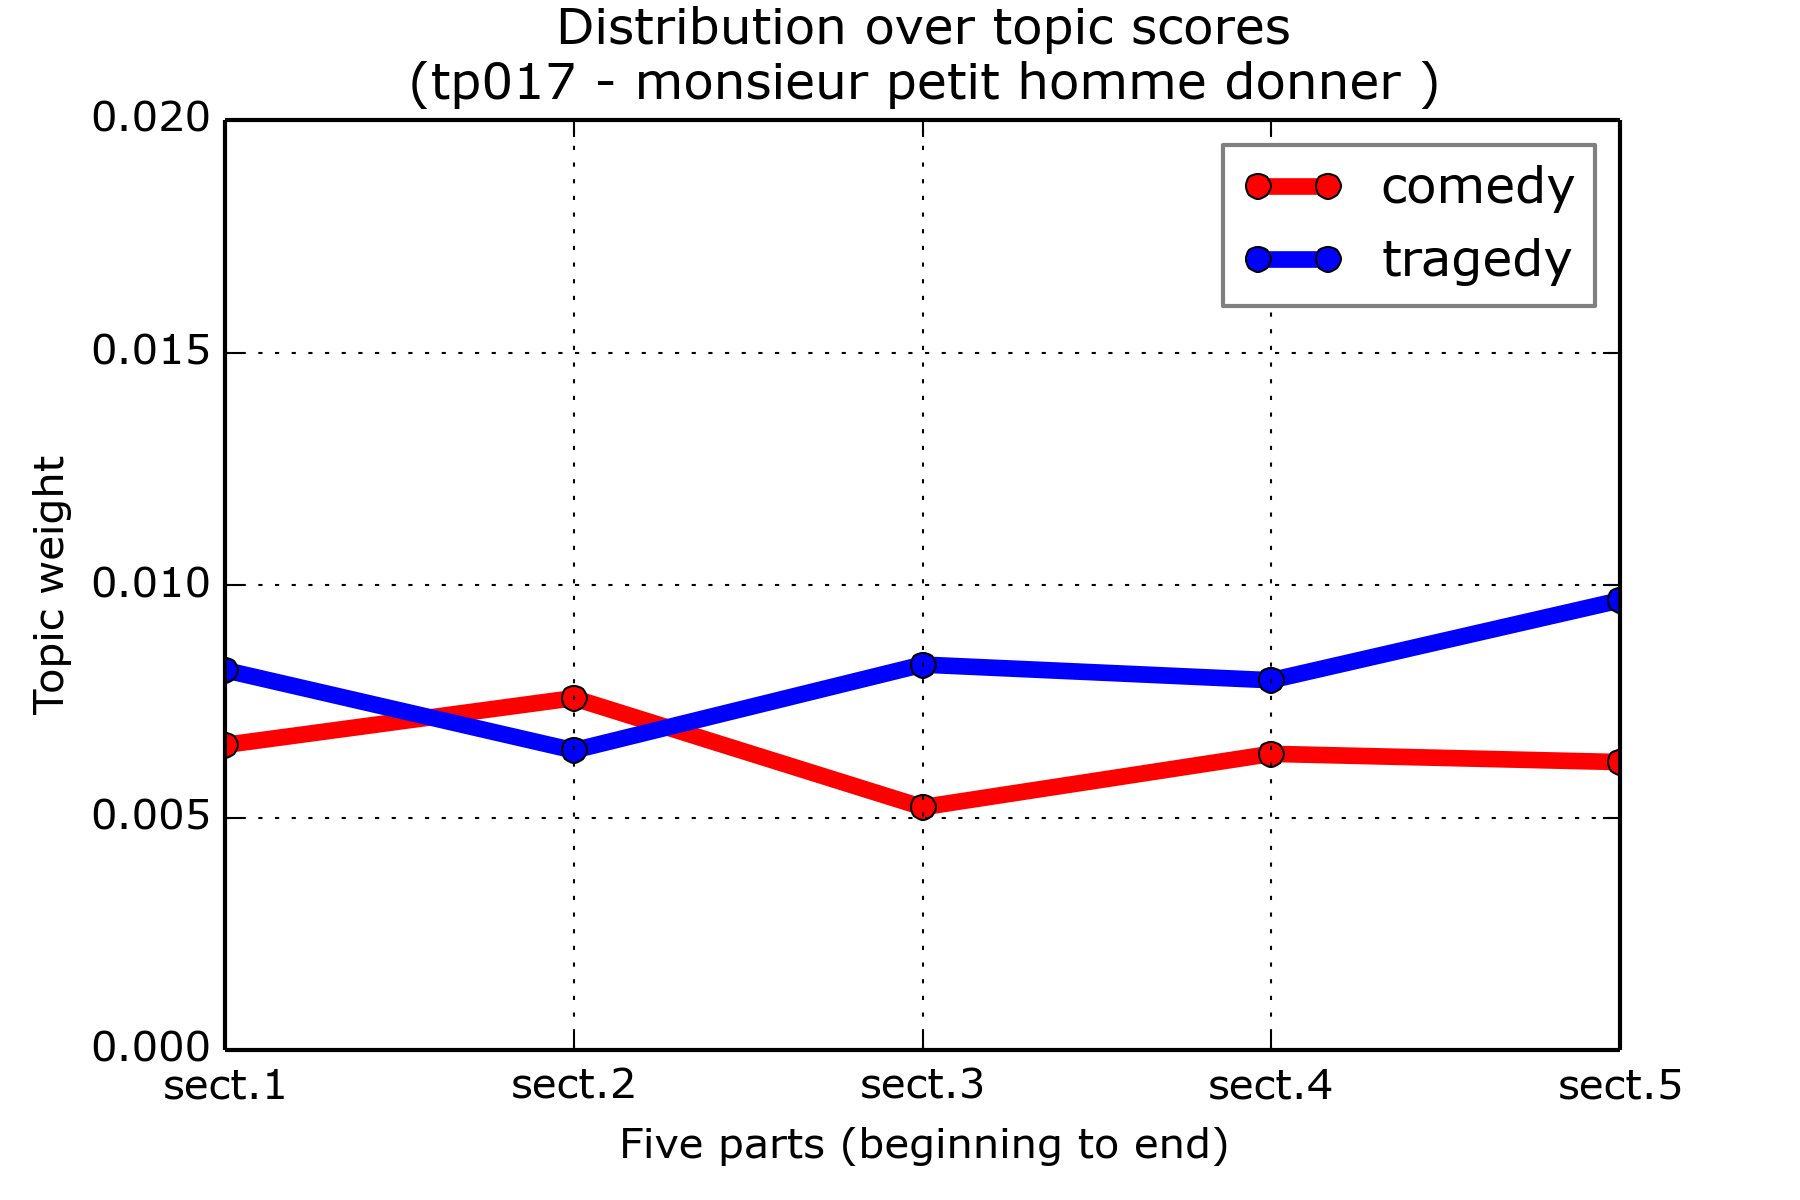 Distribution over topic scores
(tp017 - monsieur petit homme donner )
0.020
0.015
0.010
0.005
0.000
Topic weight
comedy
tragedy
sect.1
sect.2
sect.3
sect.4
sect.5
Five parts (beginning to end)